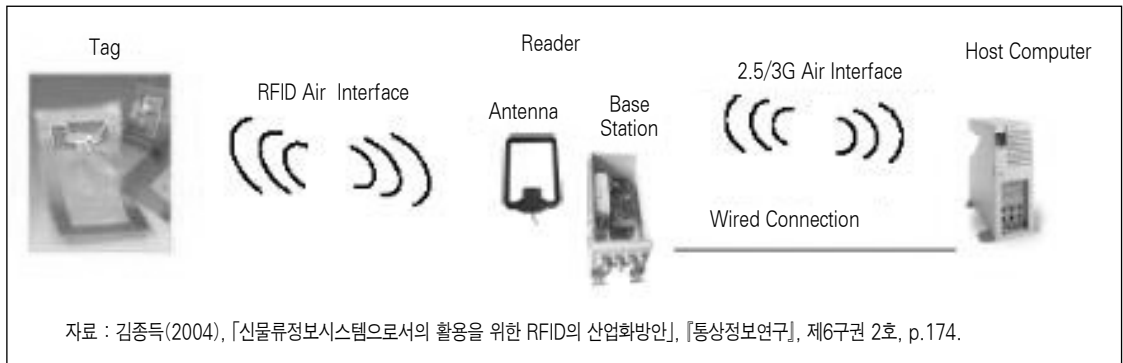 Tag
Reader
Host Computer
RFID Air Interface
2.5/3G Air Interface
Antenna
Base
Station
Wired Connection
자료 : 김종득(2004), 「신물류정보시스템으로서의 활용을 위한 RFID의 산업화방안」, 『통상정보연구』, 제6구권 2호, p.174.